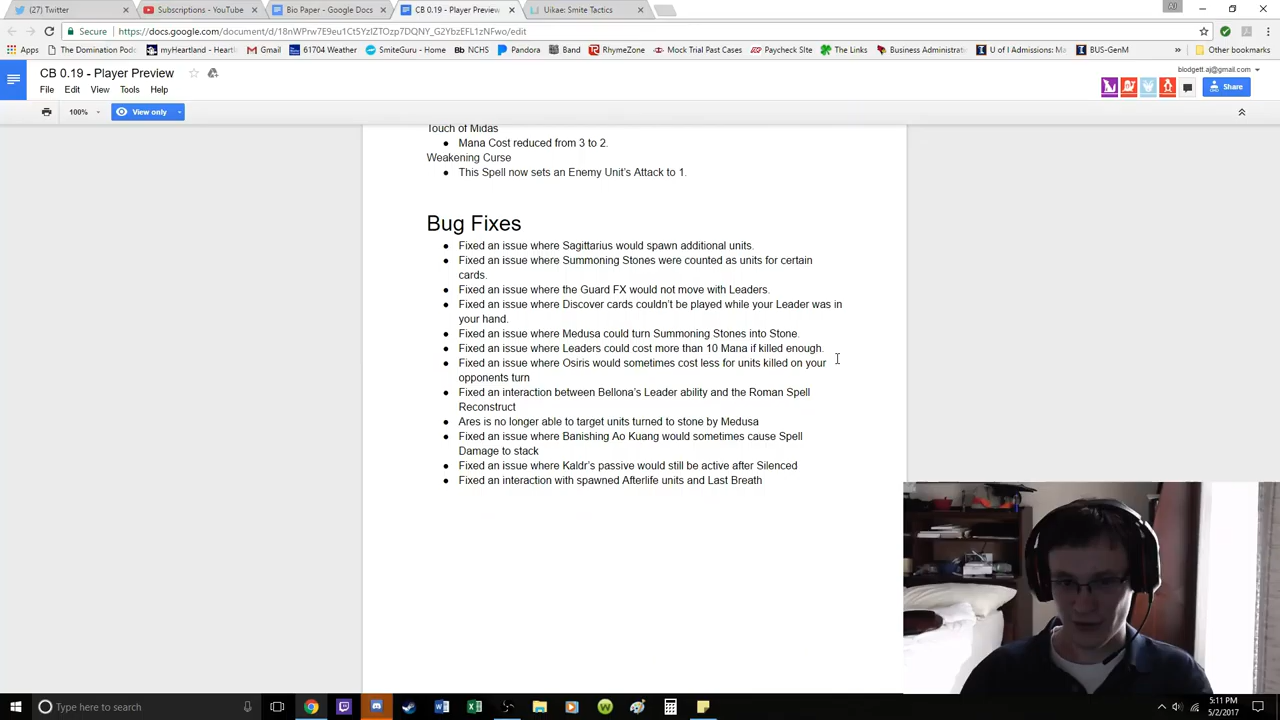 (27) Twitter
Subscriptions - YouTube
Bio Paper - Google Docs
CB 0.19 - Player Preview
Uikae: Smite Tactics
AJ
Secure
Apps
The Domination Pod
myHeartland - Heartl
Gmail
61704 Weather
SmiteGuru - Home
NCHS
Pandora
Band
RhymeZone
Mock Trial Past Cases
Paycheck Site
The Links
Business Administrati
U of I Admissions: M
BUS-GenM
Other bookmarks
CB 0.19 - Player Preview
blodgett.aj@gmail.com
File Edit View Tools Help
Share
100%
View only
Touch of Midas
Mana Cost reduced from 3 to 2.
Weakening Curse
This Spell now sets an Enemy Unit's Attack to 1.
Bug Fixes
Fixed an issue where Sagittarius would spawn additional units.
Fixed an issue where Summoning Stones were counted as units for certain
cards.
Fixed an issue where the Guard FX would not move with Leaders.
Fixed an issue where Discover cards couldn't be played while your Leader was in
your hand.
Fixed an issue where Medusa could turn Summoning Stones into Stone.
Fixed an issue where Leaders could cost more than 10 Mana if killed enough.
Fixed an issue where Osiris would sometimes cost less for units killed on your
opponents turn
Fixed an interaction between Bellona's Leader ability and the Roman Spell
Reconstruct
Ares is no longer able to target units turned to stone by Medusa
Fixed an issue where Banishing Ao Kuang would sometimes cause Spell
Damage to stack
Fixed an issue where Kaldr's passive would still be active after Silenced
Fixed an interaction with spawned Afterlife units and Last Breath
Type here to search
5:11 PM
5/2/2017